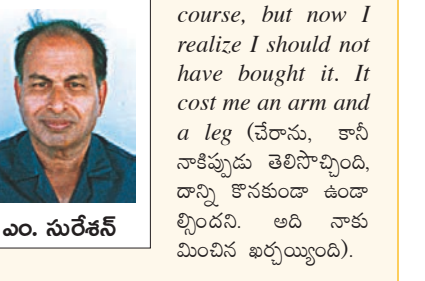 course, but now I
realize I should not
have bought it. It
cost me an arm and
a leg (చేరాను, కానీ
నాకిప్పుడు తెలిసొచ్చింది,
దాన్ని కొనకుండా ఉండా
ల్సిందని. అది నాకు
మించిన ఖర్చయ్యింది).
ఎం. సురేశన్